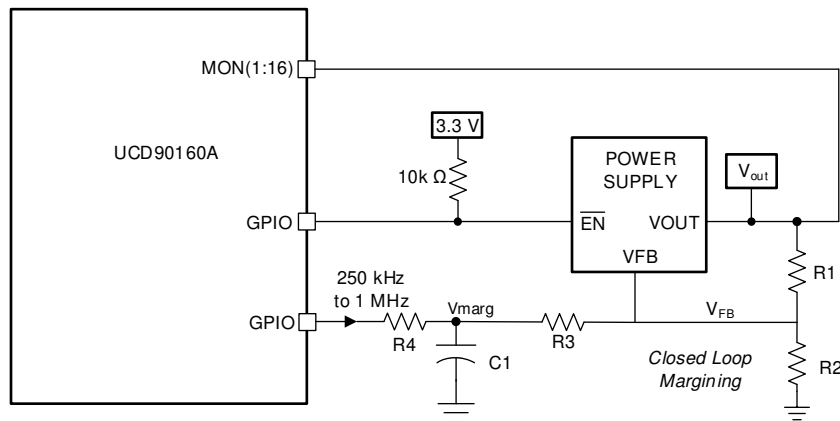 MON(1:16)
3.3 V
UCD90160A
10k Ω
POWER
SUPPLY
V_out
GPIO
EN
VOUT
VFB
R1
250 kHz
to 1 MHz
Vmarg
V_FB
GPIO
R4
R3
C1
Closed Loop
Margining
R2